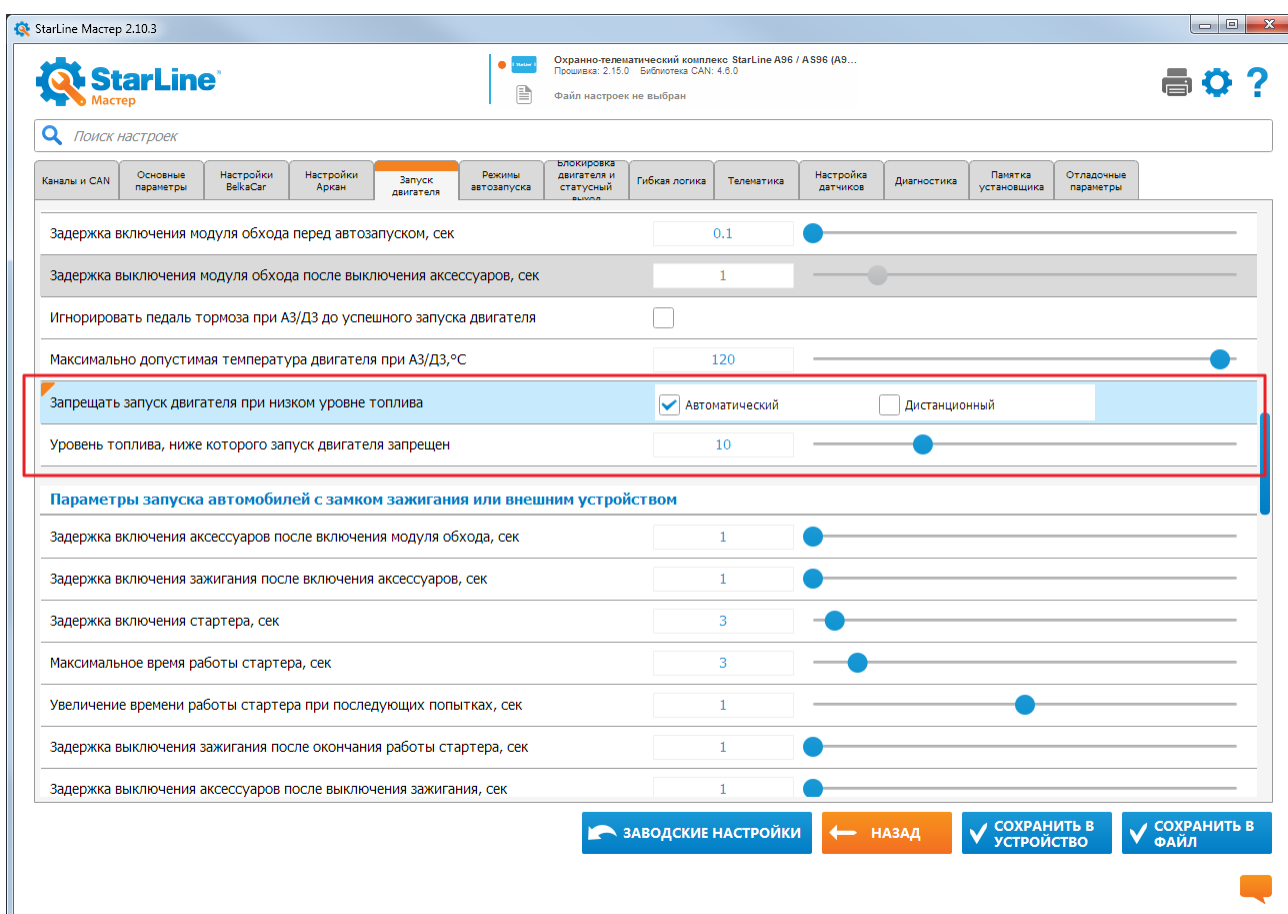 StarLine Мастер 2.10.3
StarLine
Мастер
Охранно-телематический комплекс StarLine A96 / AS96 (A9...
Прошивка: 2.15.0 Библиотека CAN: 4.6.0
Файл настроек не выбран
Поиск настроек
Каналы и CAN
Основные
параметры
Настройки
BelkaCar
Настройки
Аркан
Запуск
двигателя
Режимы
автозапуска
Блокировка
двигателя и
статусный
выход
Гибкая логика
Телематика
Настройка
датчиков
Диагностика
Памятка
установщика
Отладочные
параметры
Задержка включения модуля обхода перед автозапуском, сек 0.1
Задержка выключения модуля обхода после выключения аксессуаров, сек 1
Игнорировать педаль тормоза при АЗ/ДЗ до успешного запуска двигателя
Максимально допустимая температура двигателя при АЗ/ДЗ,°C 120
Запрещать запуск двигателя при низком уровне топлива Автоматический Дистанционный
Уровень топлива, ниже которого запуск двигателя запрещен 10
Параметры запуска автомобилей с замком зажигания или внешним устройством
Задержка включения аксессуаров после включения модуля обхода, сек 1
Задержка включения зажигания после включения аксессуаров, сек 1
Задержка включения стартера, сек 3
Максимальное время работы стартера, сек 3
Увеличение времени работы стартера при последующих попытках, сек 1
Задержка выключения зажигания после окончания работы стартера, сек 1
Задержка выключения аксессуаров после выключения зажигания, сек 1
ЗАВОДСКИЕ НАСТРОЙКИ
НАЗАД
СОХРАНИТЬ В
УСТРОЙСТВО
СОХРАНИТЬ В
ФАЙЛ